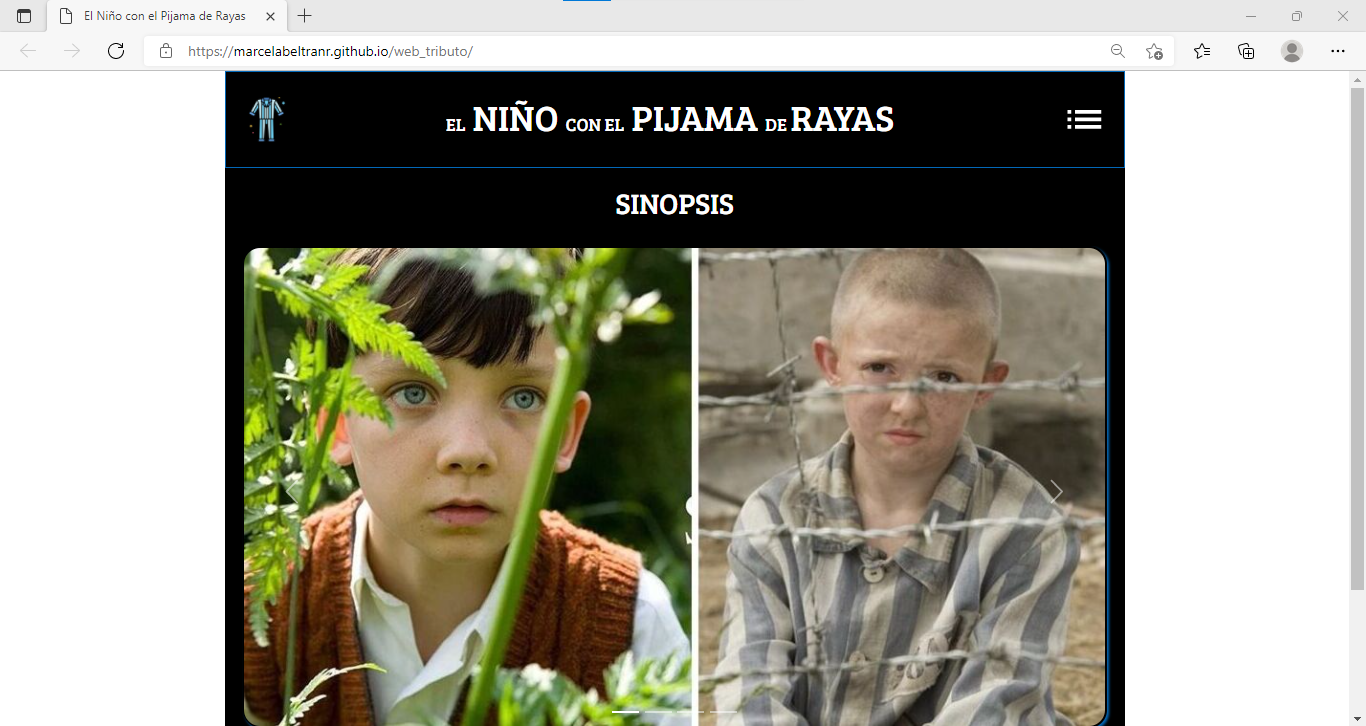 El Niño con el Pijama de Rayas
https://marcelabeltranr.github.io/web_tributo/
EL NIÑO CON EL PIJAMA DE RAYAS
SINOPSIS